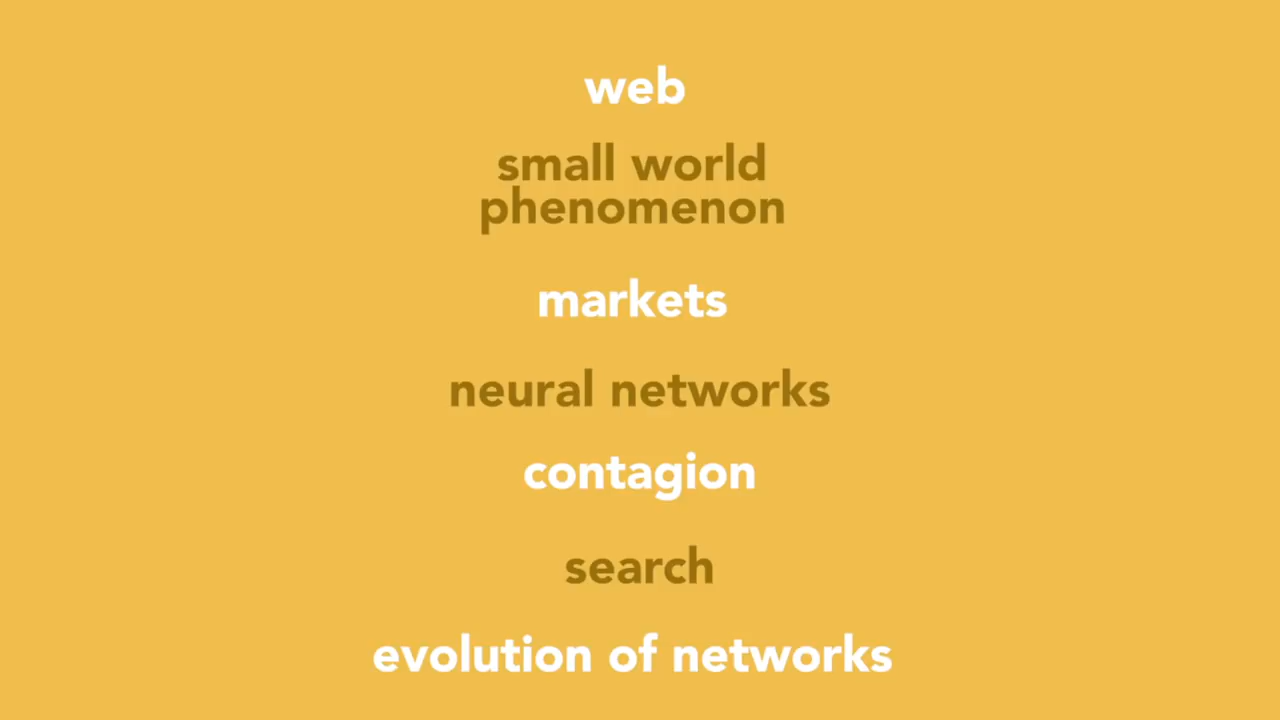 web
small world
phenomenon
markets
neural networks
contagion
search
evolution of networks